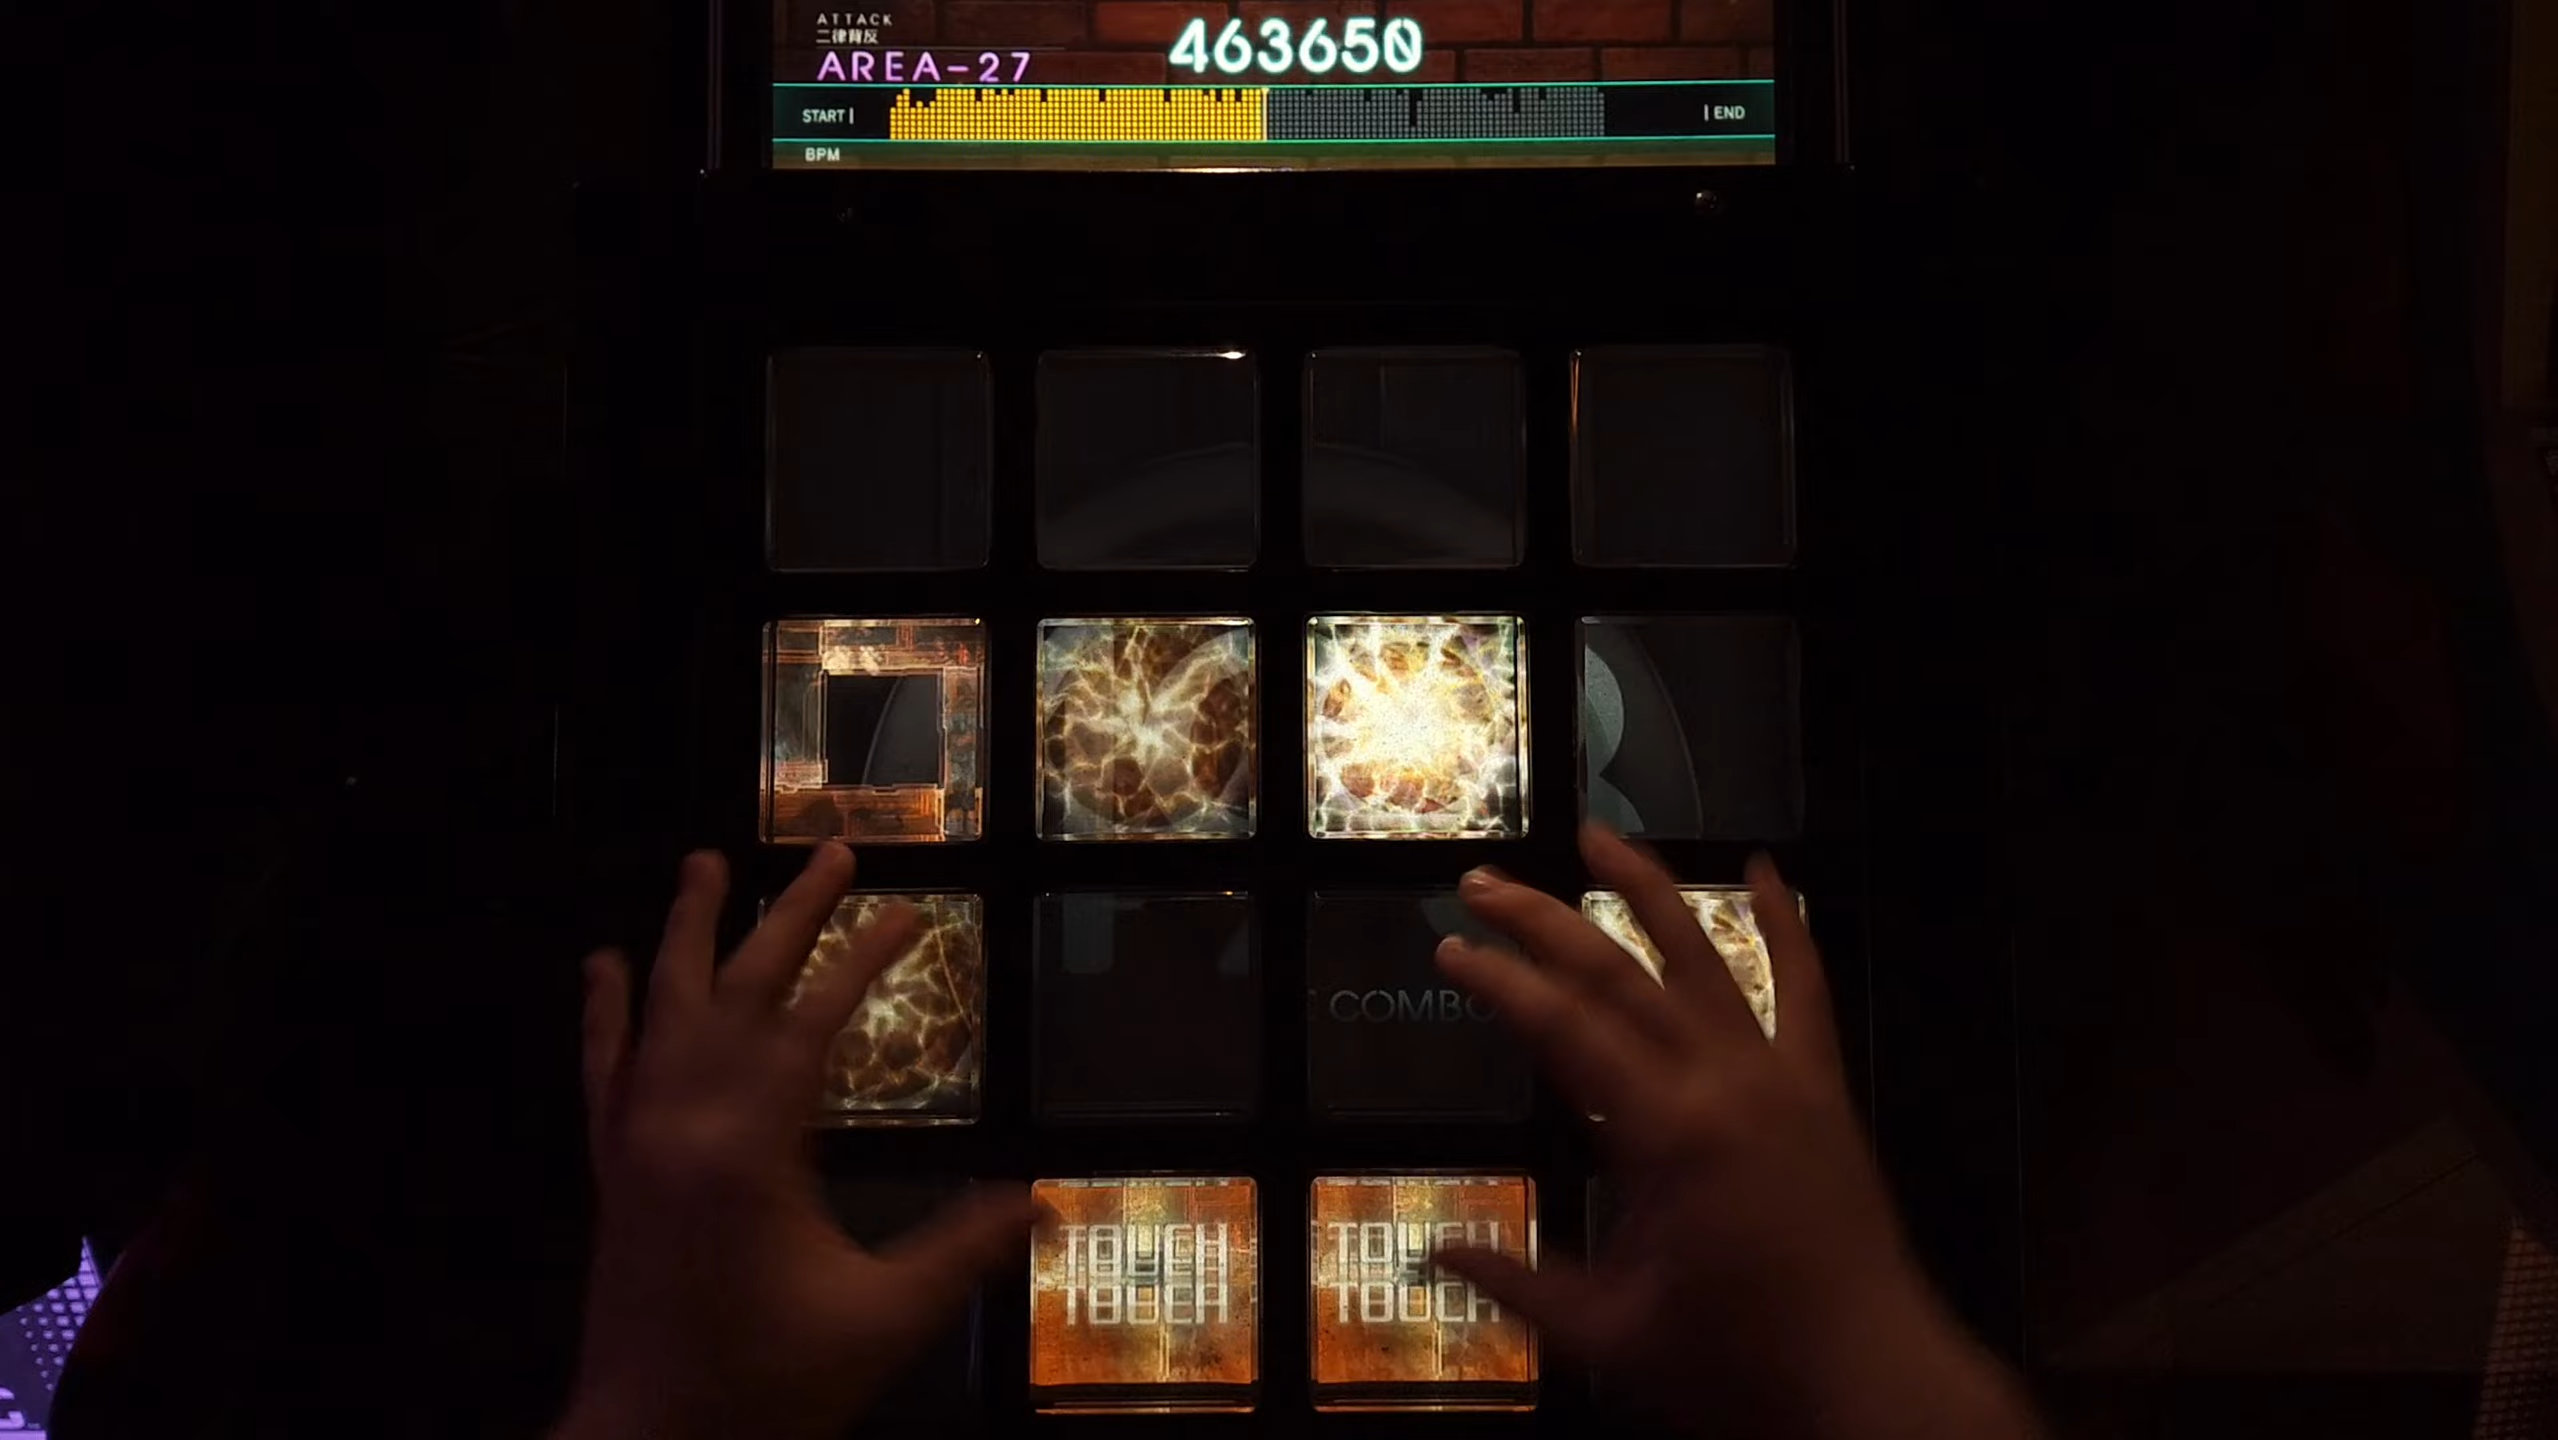 ATTACK
二律背反
AREA-27
463650
START |
| END
BPM
COMBO
TOUCH
TOUCH
TOUCH
TOUCH